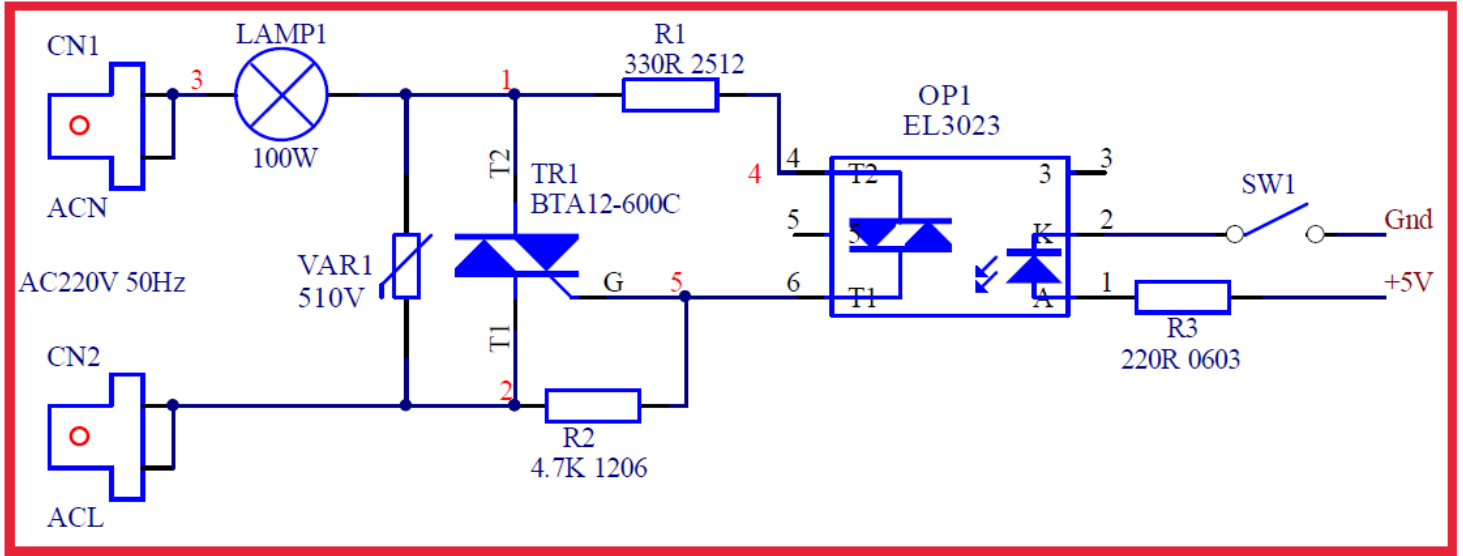 CN1
ACN
AC220V 50Hz
CN2
ACL
3
LAMP1
100W
1
VAR1
510V
T2
TR1
BTA12-600C
G
T1
2
5
R2
4.7K 1206
R1
330R 2512
4
OP1
EL3023
4
T2
5
5
6
T1
3
3
K
2
A
1
SW1
Gnd
+5V
R3
220R 0603